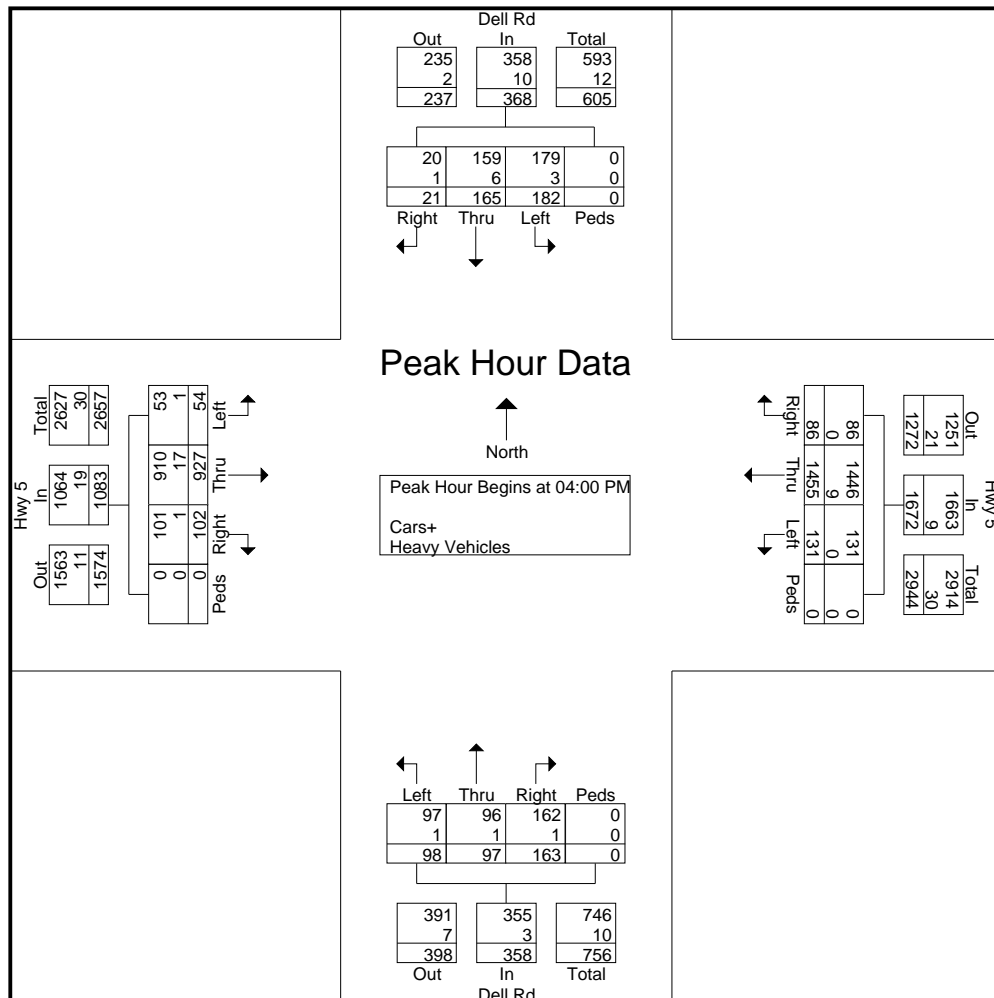 Dell Rd
Out In Total
235 358 593
2 10 12
237 368 605
20 159 179 0
1 6 3 0
21 165 182 0
Right Thru Left Peds
Peak Hour Data
North
Peak Hour Begins at 04:00 PM
Cars+
Heavy Vehicles
Hwy 5
Out In Total
1563 1064 2627
11 19 30
1574 1083 2657
Peds Right Thru Left
0 101 910 53
0 1 17 1
0 102 927 54
Hwy 5
Out In Total
1251 1663 2914
21 9 30
1272 1672 2944
86 1446 131 0
0 9 0 0
86 1455 131 0
Right Thru Left Peds
Left Thru Right Peds
97 96 162 0
1 1 1 0
98 97 163 0
391 355 746
7 3 10
398 358 756
Out In Total
Dell Rd